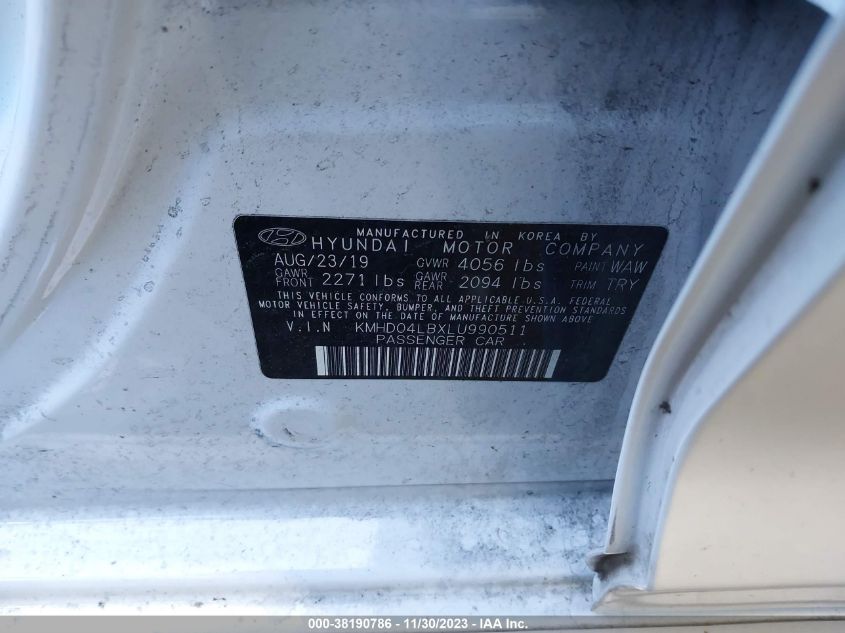 MANUFACTURED IN KOREA BY
HYUNDAI MOTOR COMPANY
AUG/23/19 GVWR 4056 lbs PAINT WAW
GAWR FRONT 2271 lbs GAWR REAR 2094 lbs TRIM TRY
THIS VEHICLE CONFORMS TO ALL APPLICABLE U.S.A. FEDERAL
MOTOR VEHICLE SAFETY, BUMPER, AND THEFT PREVENTION STANDARDS
IN EFFECT ON THE DATE OF MANUFACTURE SHOWN ABOVE
V.I.N KMHD04LBXLU990511
PASSENGER CAR
000-38190786 - 11/30/2023 - IAA Inc.